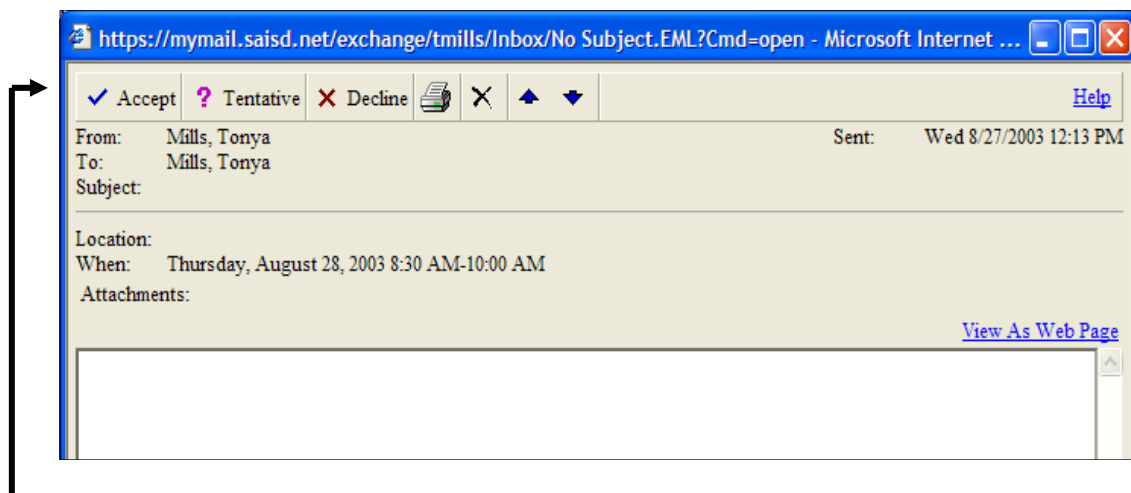 https://mymail.saisd.net/exchange/tmills/Inbox/No Subject.EML?Cmd=open - Microsoft Internet ...
Accept ? Tentative Decline Help
From: Mills, Tonya Sent: Wed 8/27/2003 12:13 PM
To: Mills, Tonya
Subject:
Location:
When: Thursday, August 28, 2003 8:30 AM-10:00 AM
Attachments:
View As Web Page